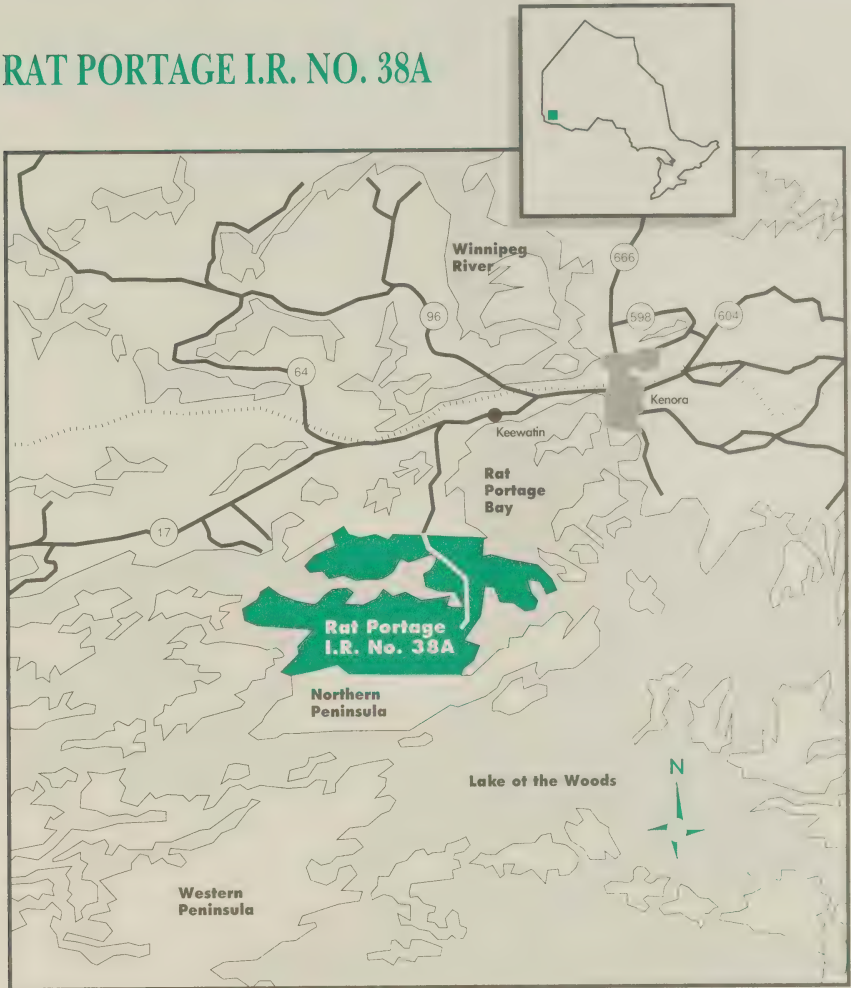 RAT PORTAGE I.R. NO. 38A
Winnipeg
River
666
96
598
604
64
Kenora
Keewatin
Rat
Portage
Bay
17
Rat Portage
I.R. No. 38A
Northern
Peninsula
N
Lake of the Woods
Western
Peninsula